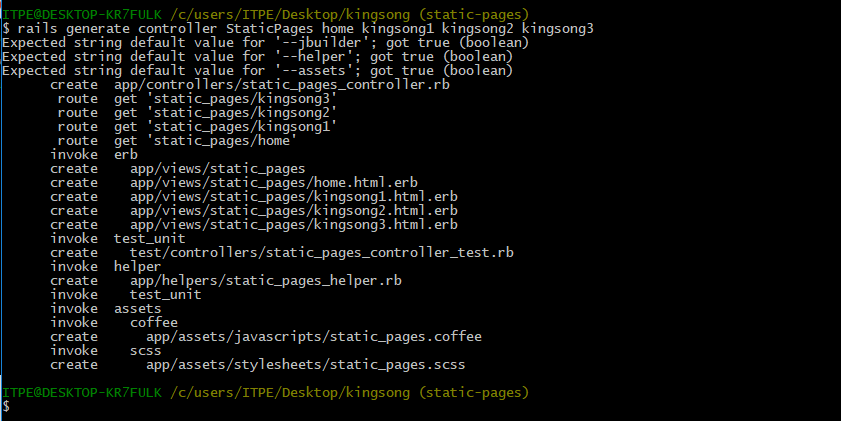 ITPE@DESKTOP-KR7FULK /c/users/ITPE/Desktop/kingsong (static-pages)
$ rails generate controller StaticPages home kingsong1 kingsong2 kingsong3
Expected string default value for '--jbuilder'; got true (boolean)
Expected string default value for '--helper'; got true (boolean)
Expected string default value for '--assets'; got true (boolean)
      create  app/controllers/static_pages_controller.rb
       route  get 'static_pages/kingsong3'
       route  get 'static_pages/kingsong2'
       route  get 'static_pages/kingsong1'
       route  get 'static_pages/home'
      invoke  erb
      create    app/views/static_pages
      create    app/views/static_pages/home.html.erb
      create    app/views/static_pages/kingsong1.html.erb
      create    app/views/static_pages/kingsong2.html.erb
      create    app/views/static_pages/kingsong3.html.erb
      invoke  test_unit
      create    test/controllers/static_pages_controller_test.rb
      invoke  helper
      create    app/helpers/static_pages_helper.rb
      invoke    test_unit
      invoke  assets
      invoke    coffee
      create      app/assets/javascripts/static_pages.coffee
      invoke    scss
      create      app/assets/stylesheets/static_pages.scss
ITPE@DESKTOP-KR7FULK /c/users/ITPE/Desktop/kingsong (static-pages)
$